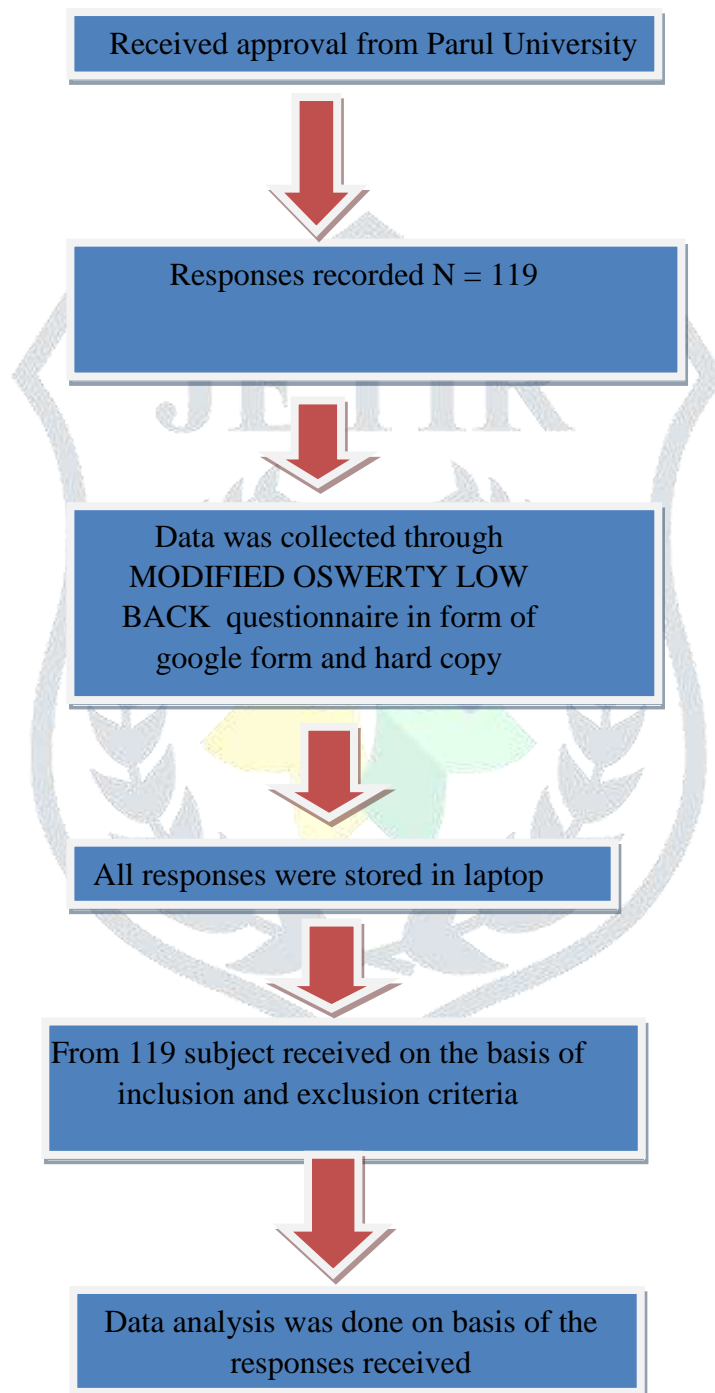 Received approval from Parul University
Responses recorded N = 119
JETIR
Data was collected through
MODIFIED OSWERTY LOW
BACK questionnaire in form of
google form and hard copy
All responses were stored in laptop
From 119 subject received on the basis of
inclusion and exclusion criteria
Data analysis was done on basis of the
responses received